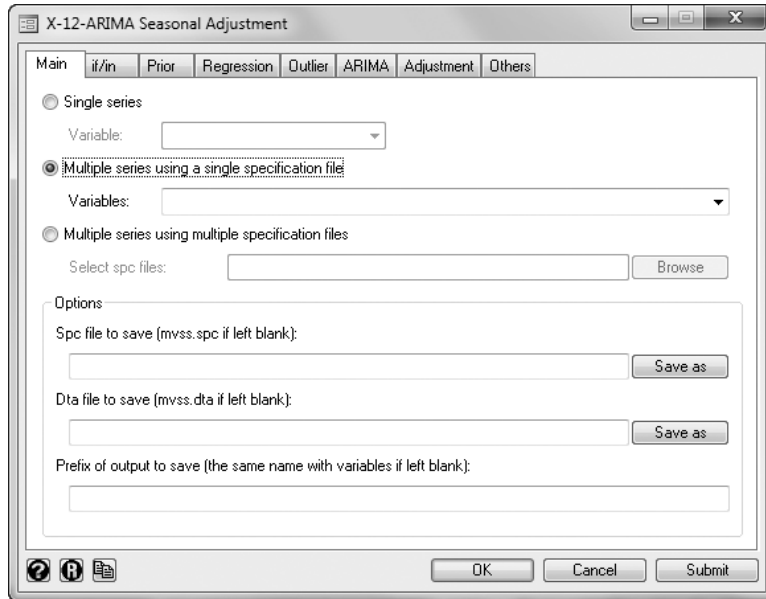 X-12-ARIMA Seasonal Adjustment
Main if/in Prior Regression Outlier ARIMA Adjustment Others
Single series
Variable:
Multiple series using a single specification file
Variables:
Multiple series using multiple specification files
Select spc files: Browse
Options
Spc file to save (mvss.spc if left blank):
Save as
Dta file to save (mvss.dta if left blank):
Save as
Prefix of output to save (the same name with variables if left blank):
? R OK Cancel Submit